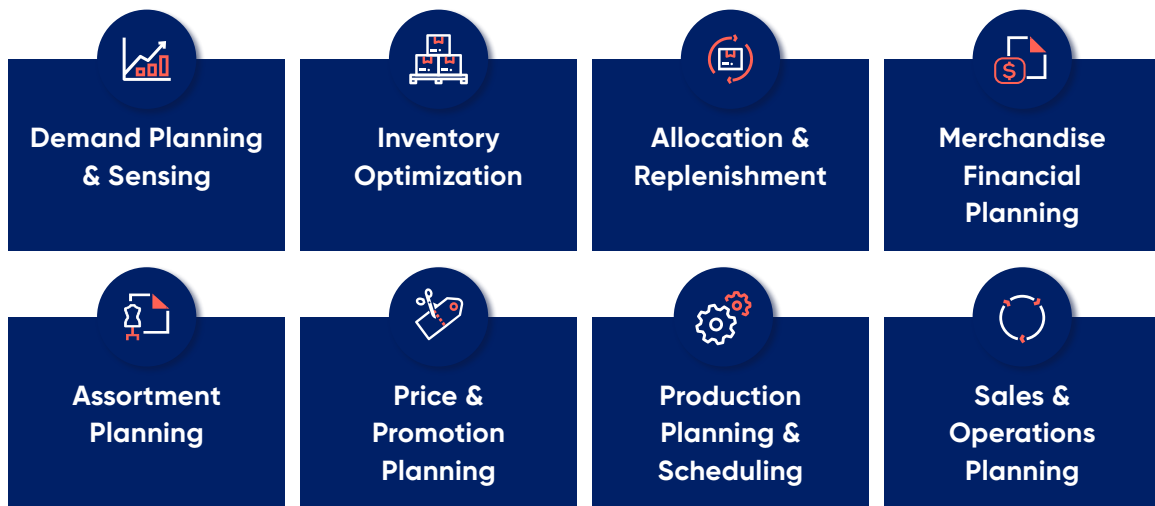 Demand Planning
& Sensing
Inventory
Optimization
Allocation &
Replenishment
Merchandise
Financial
Planning
Assortment
Planning
Price &
Promotion
Planning
Production
Planning &
Scheduling
Sales &
Operations
Planning